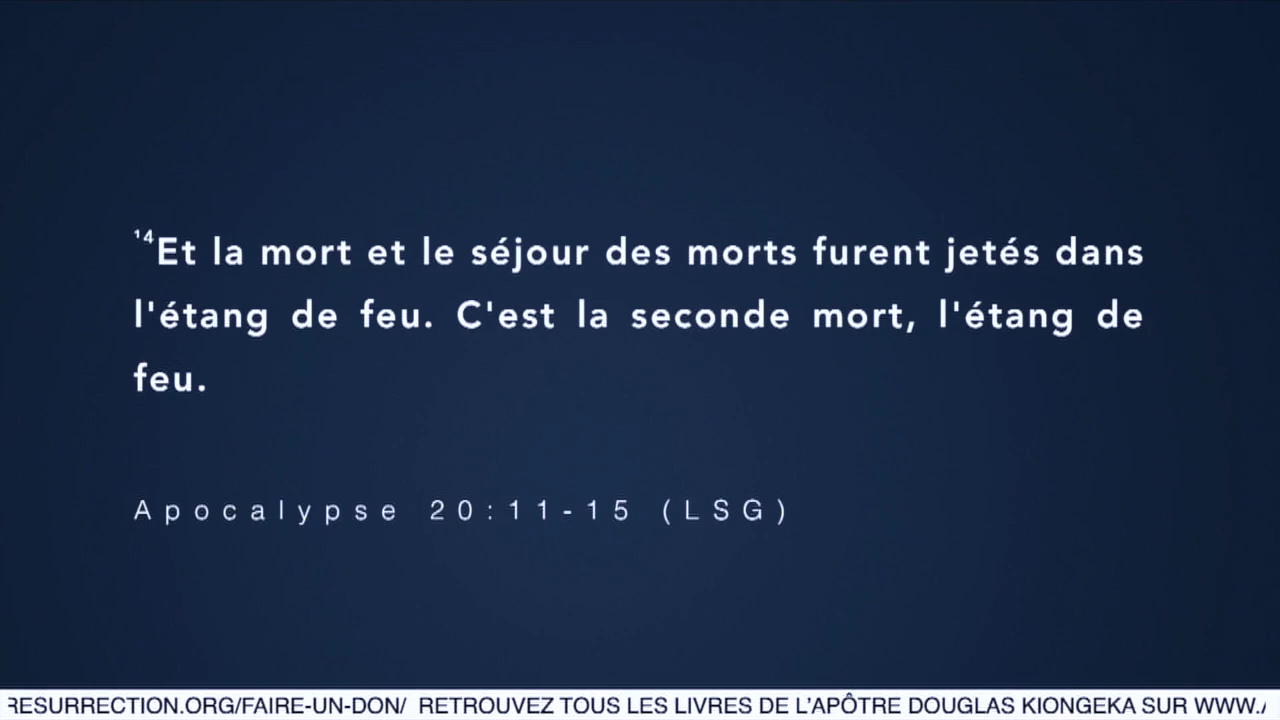 ¹⁴Et la mort et le séjour des morts furent jetés dans
l'étang de feu. C'est la seconde mort, l'étang de
feu.
Apocalypse 20:11-15 (LSG)
RESURRECTION.ORG/FAIRE-UN-DON/ RETROUVEZ TOUS LES LIVRES DE L'APÔTRE DOUGLAS KIONGEKA SUR WWW.